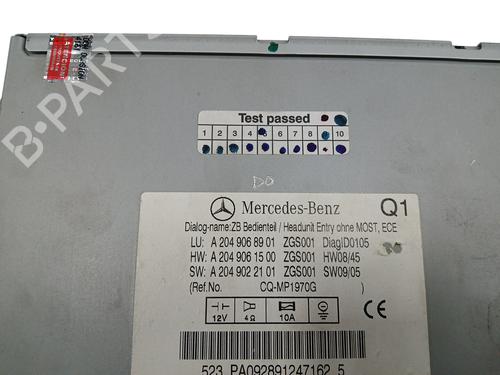 Test passed
1 2 3 4 5 6 7 8 10
DO
Mercedes-Benz Q1
Dialog-name:ZB Bedienteil / Headunit Entry ohne MOST, ECE
LU: A 204 906 89 01 ZGS001 DiagID0105
HW: A 204 906 15 00 ZGS001 HW08/45
SW: A 204 902 21 01 ZGS001 SW09/05
(Ref.No. CQ-MP1970G )
12V 4Ω 10A CE
523 PA092891247162 5
B-PARTS